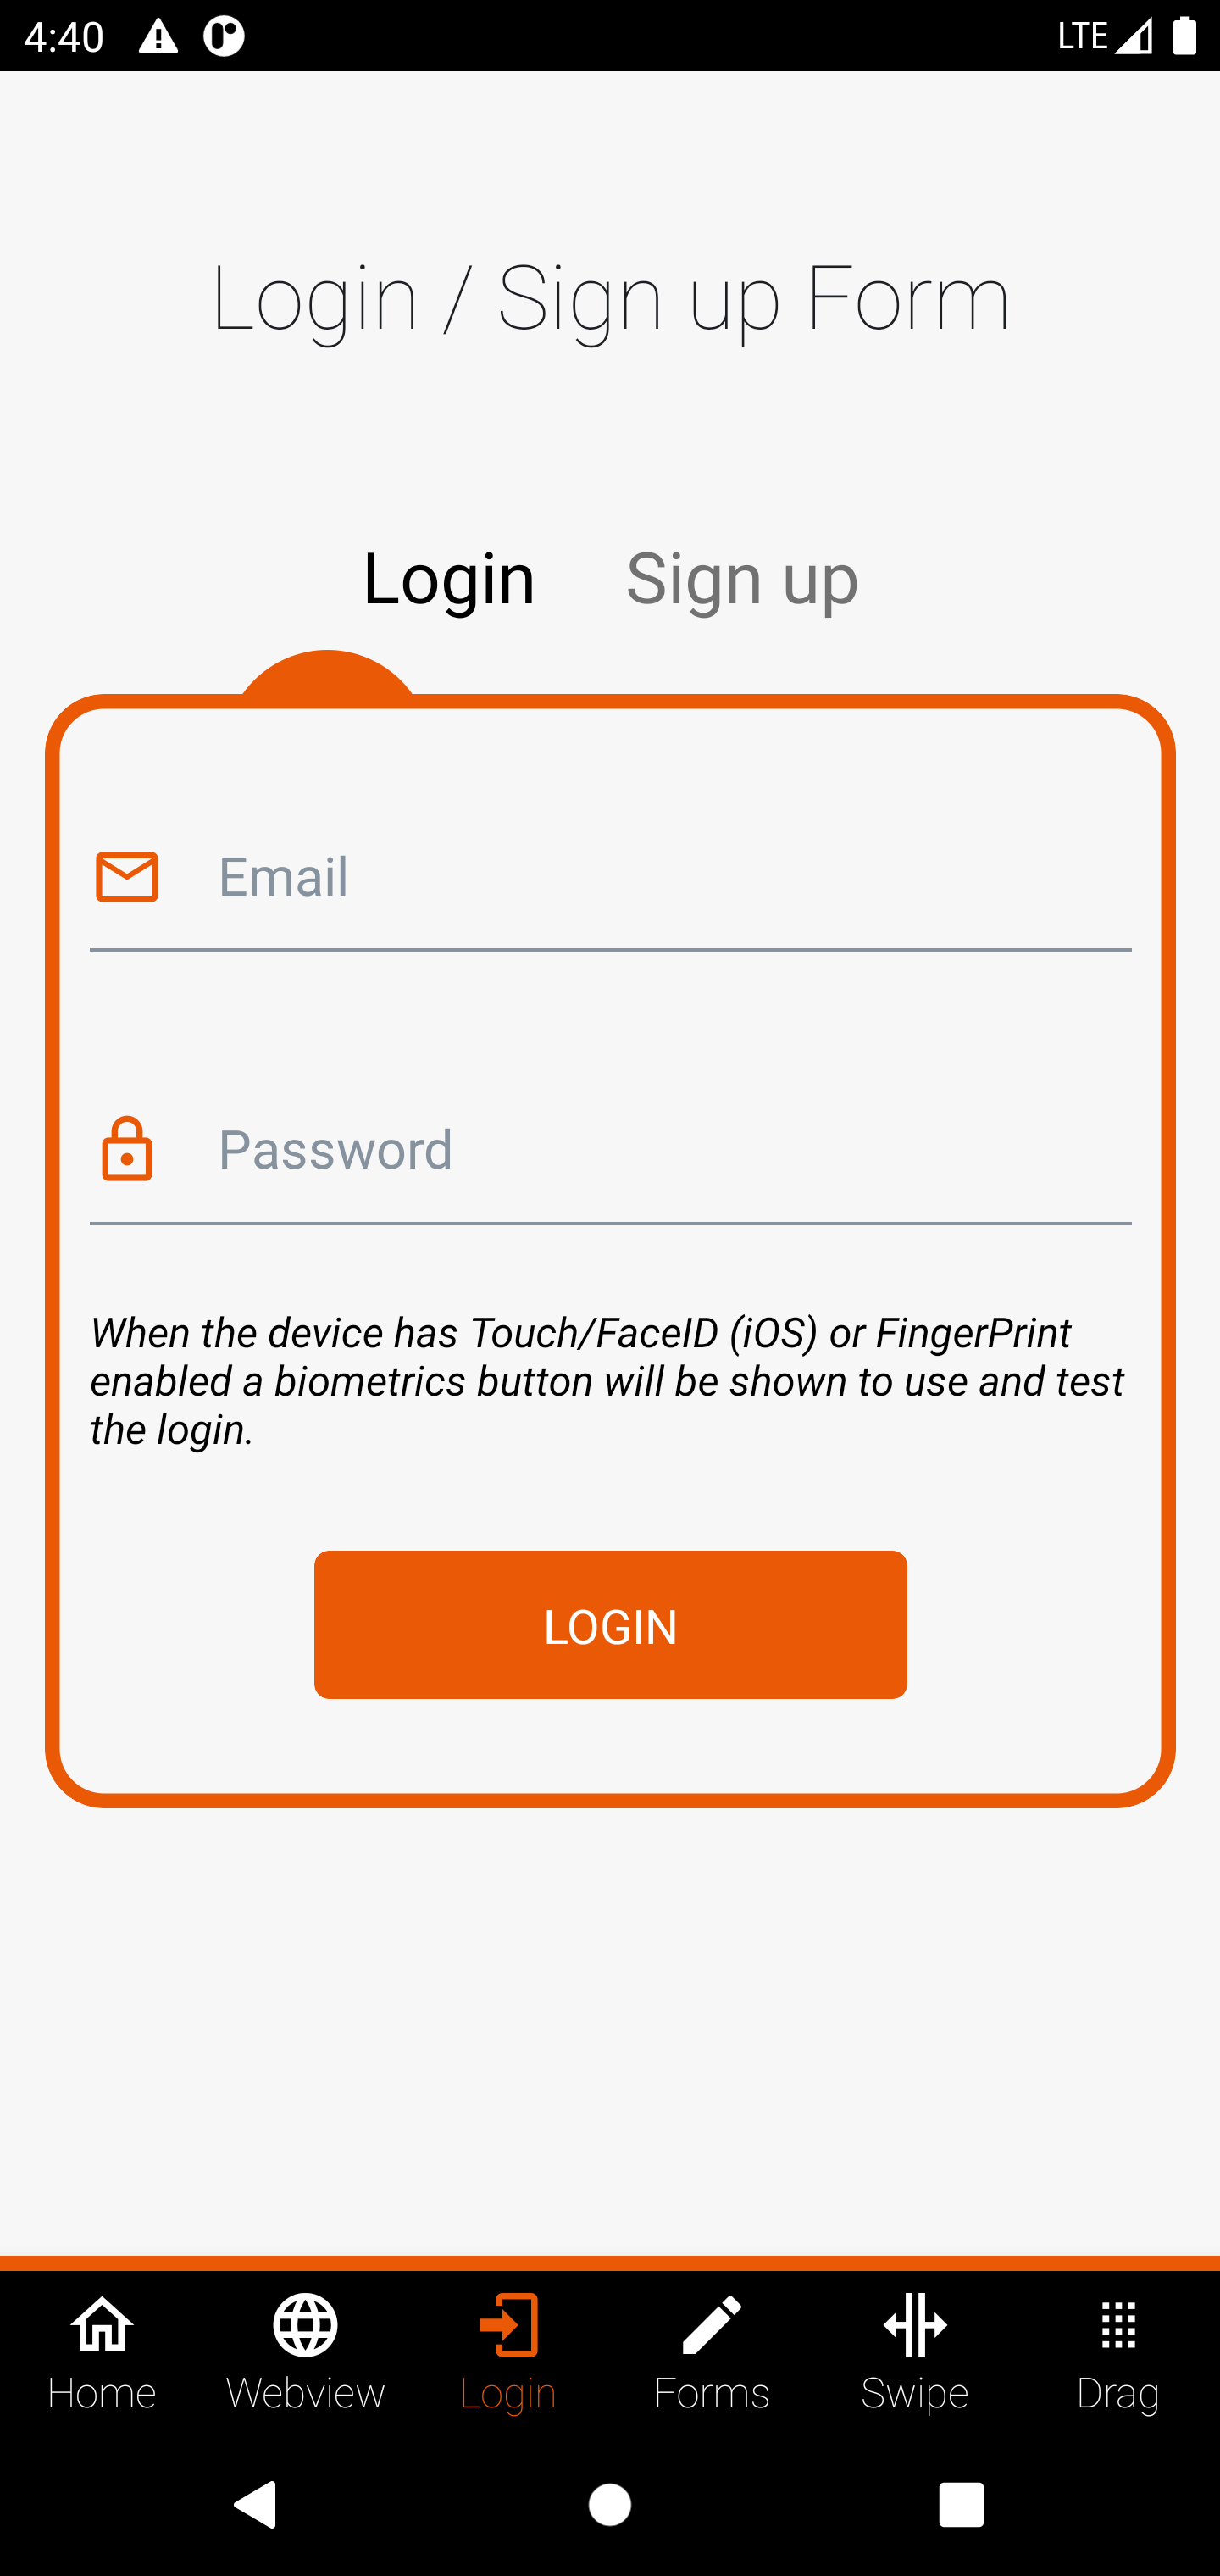 4:40
LTE
Login / Sign up Form
Login
Sign up
Email
Password
When the device has Touch/FaceID (iOS) or FingerPrint
enabled a biometrics button will be shown to use and test
the login.
LOGIN
Home
Webview
Login
Forms
Swipe
Drag